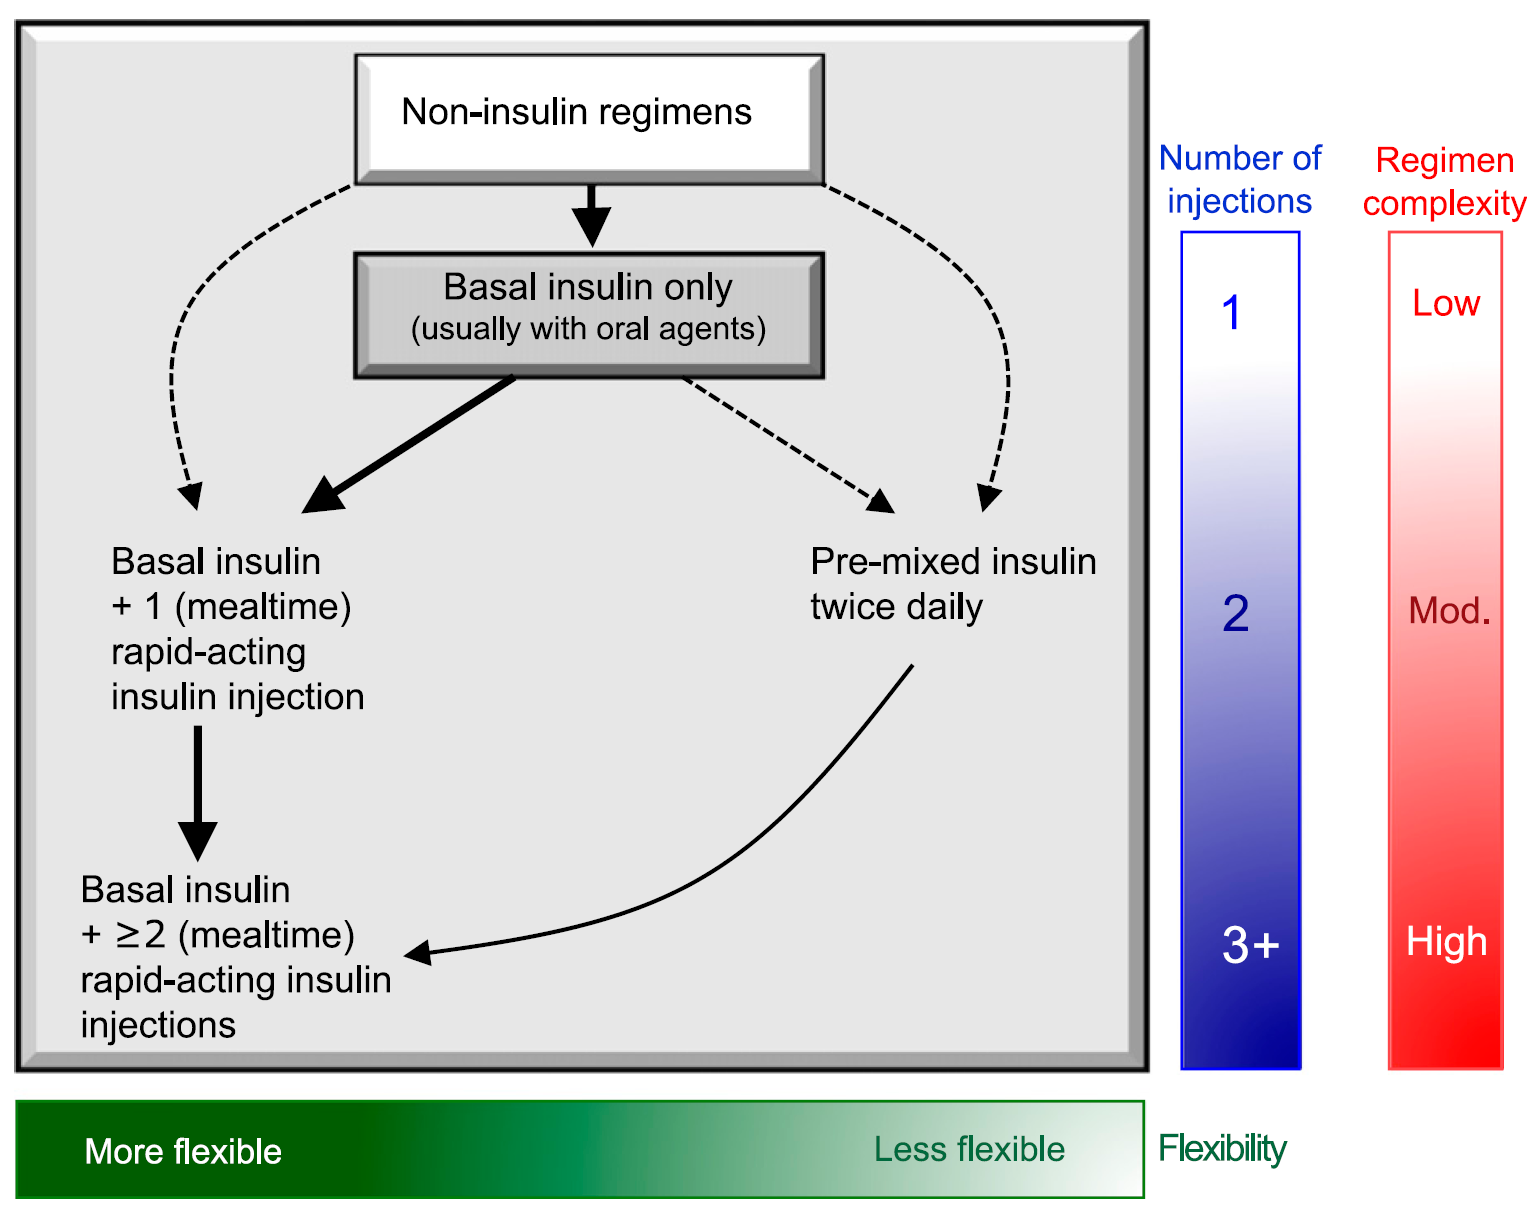 Non-insulin regimens
Number of
injections
Regimen
complexity
Basal insulin only
(usually with oral agents)
1
Low
Basal insulin
+ 1 (mealtime)
rapid-acting
insulin injection
Pre-mixed insulin
twice daily
2
Mod.
Basal insulin
+ ≥2 (mealtime)
rapid-acting insulin
injections
3+
High
More flexible
Less flexible
Flexibility